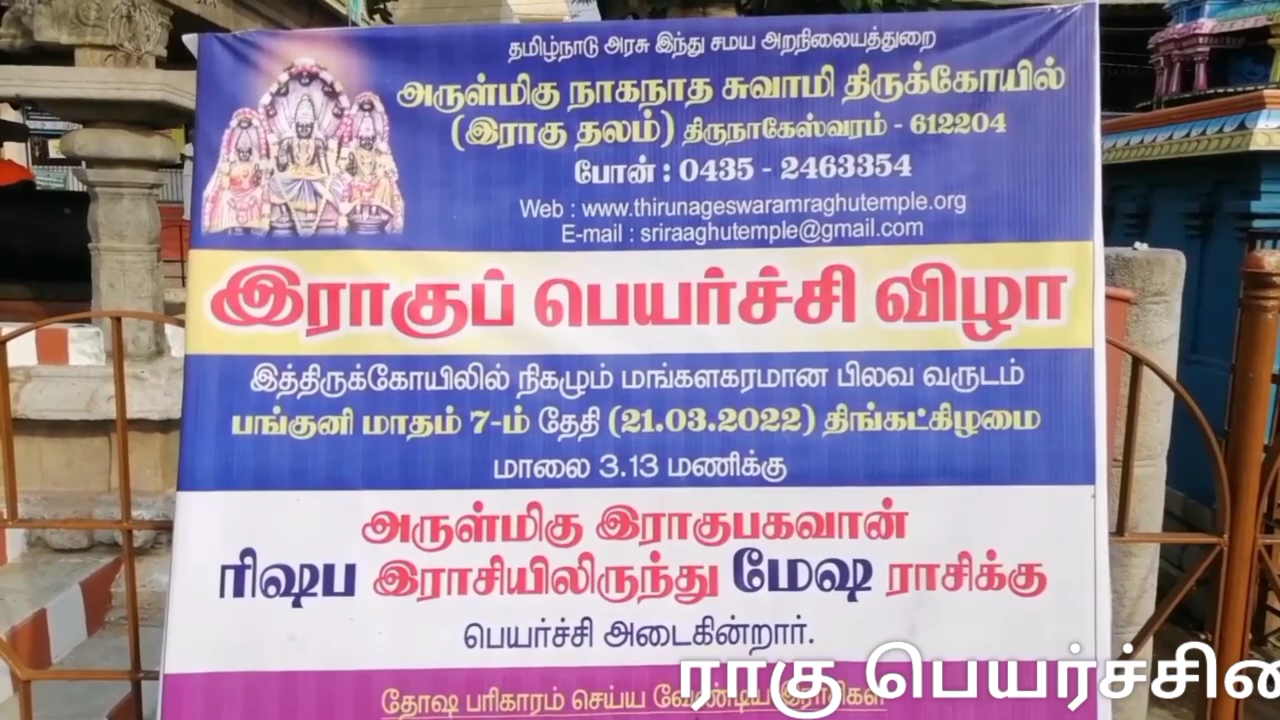 தமிழ்நாடு அரசு இந்து சமய அறநிலையத்துறை
அருள்மிகு நாகநாத சுவாமி திருக்கோயில்
(இராகு தலம்) திருநாகேஸ்வரம் - 612204
போன் : 0435 - 2463354
Web : www.thirunageswaramraghutemple.org
E-mail : sriraaghutemple@gmail.com
இராகுப் பெயர்ச்சி விழா
இத்திருக்கோயிலில் நிகழும் மங்களகரமான பிலவ வருடம்
பங்குனி மாதம் 7-ம் தேதி (21.03.2022) திங்கட்கிழமை
மாலை 3.13 மணிக்கு
அருள்மிகு இராகுபகவான்
ரிஷப இராசியிலிருந்து மேஷ ராசிக்கு
பெயர்ச்சி அடைகின்றார்.
தோஷ பரிகாரம் செய்ய வேண்டிய இராசிகள்
ராகு